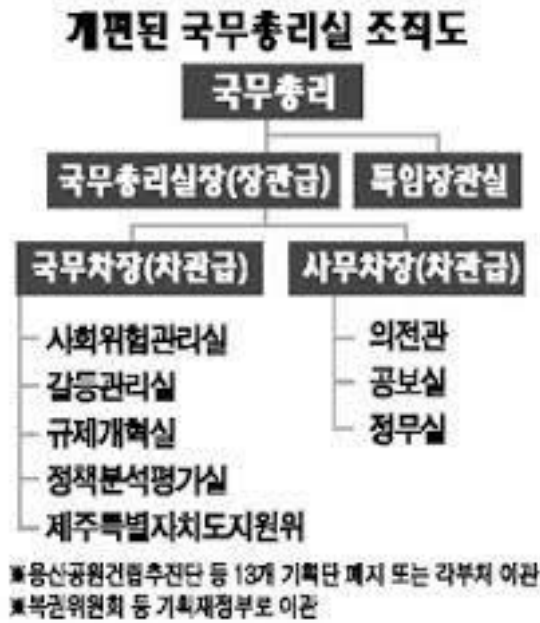 개편된 국무총리실 조직도
국무총리
국무총리실장(장관급)
특임장관실
국무차장(차관급)
사무차장(차관급)
사회위험관리실
갈등관리실
규제개혁실
정책분석평가실
제주특별자치도지원위
의전관
공보실
정무실
※용산공원건립추진단 등 13개 기획단 폐지 또는 각부처 이관
※복권위원회 등 기획재정부로 이관